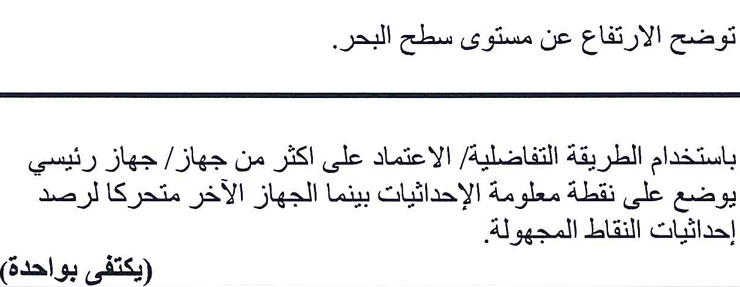 توضح الارتفاع عن مستوى سطح البحر.
باستخدام الطريقة التفاضلية/ الاعتماد على اكثر من جهاز/ جهاز رئيسي
يوضع على نقطة معلومة الإحداثيات بينما الجهاز الآخر متحركا لرصد
إحداثيات النقاط المجهولة.
(يكتفى بواحدة)